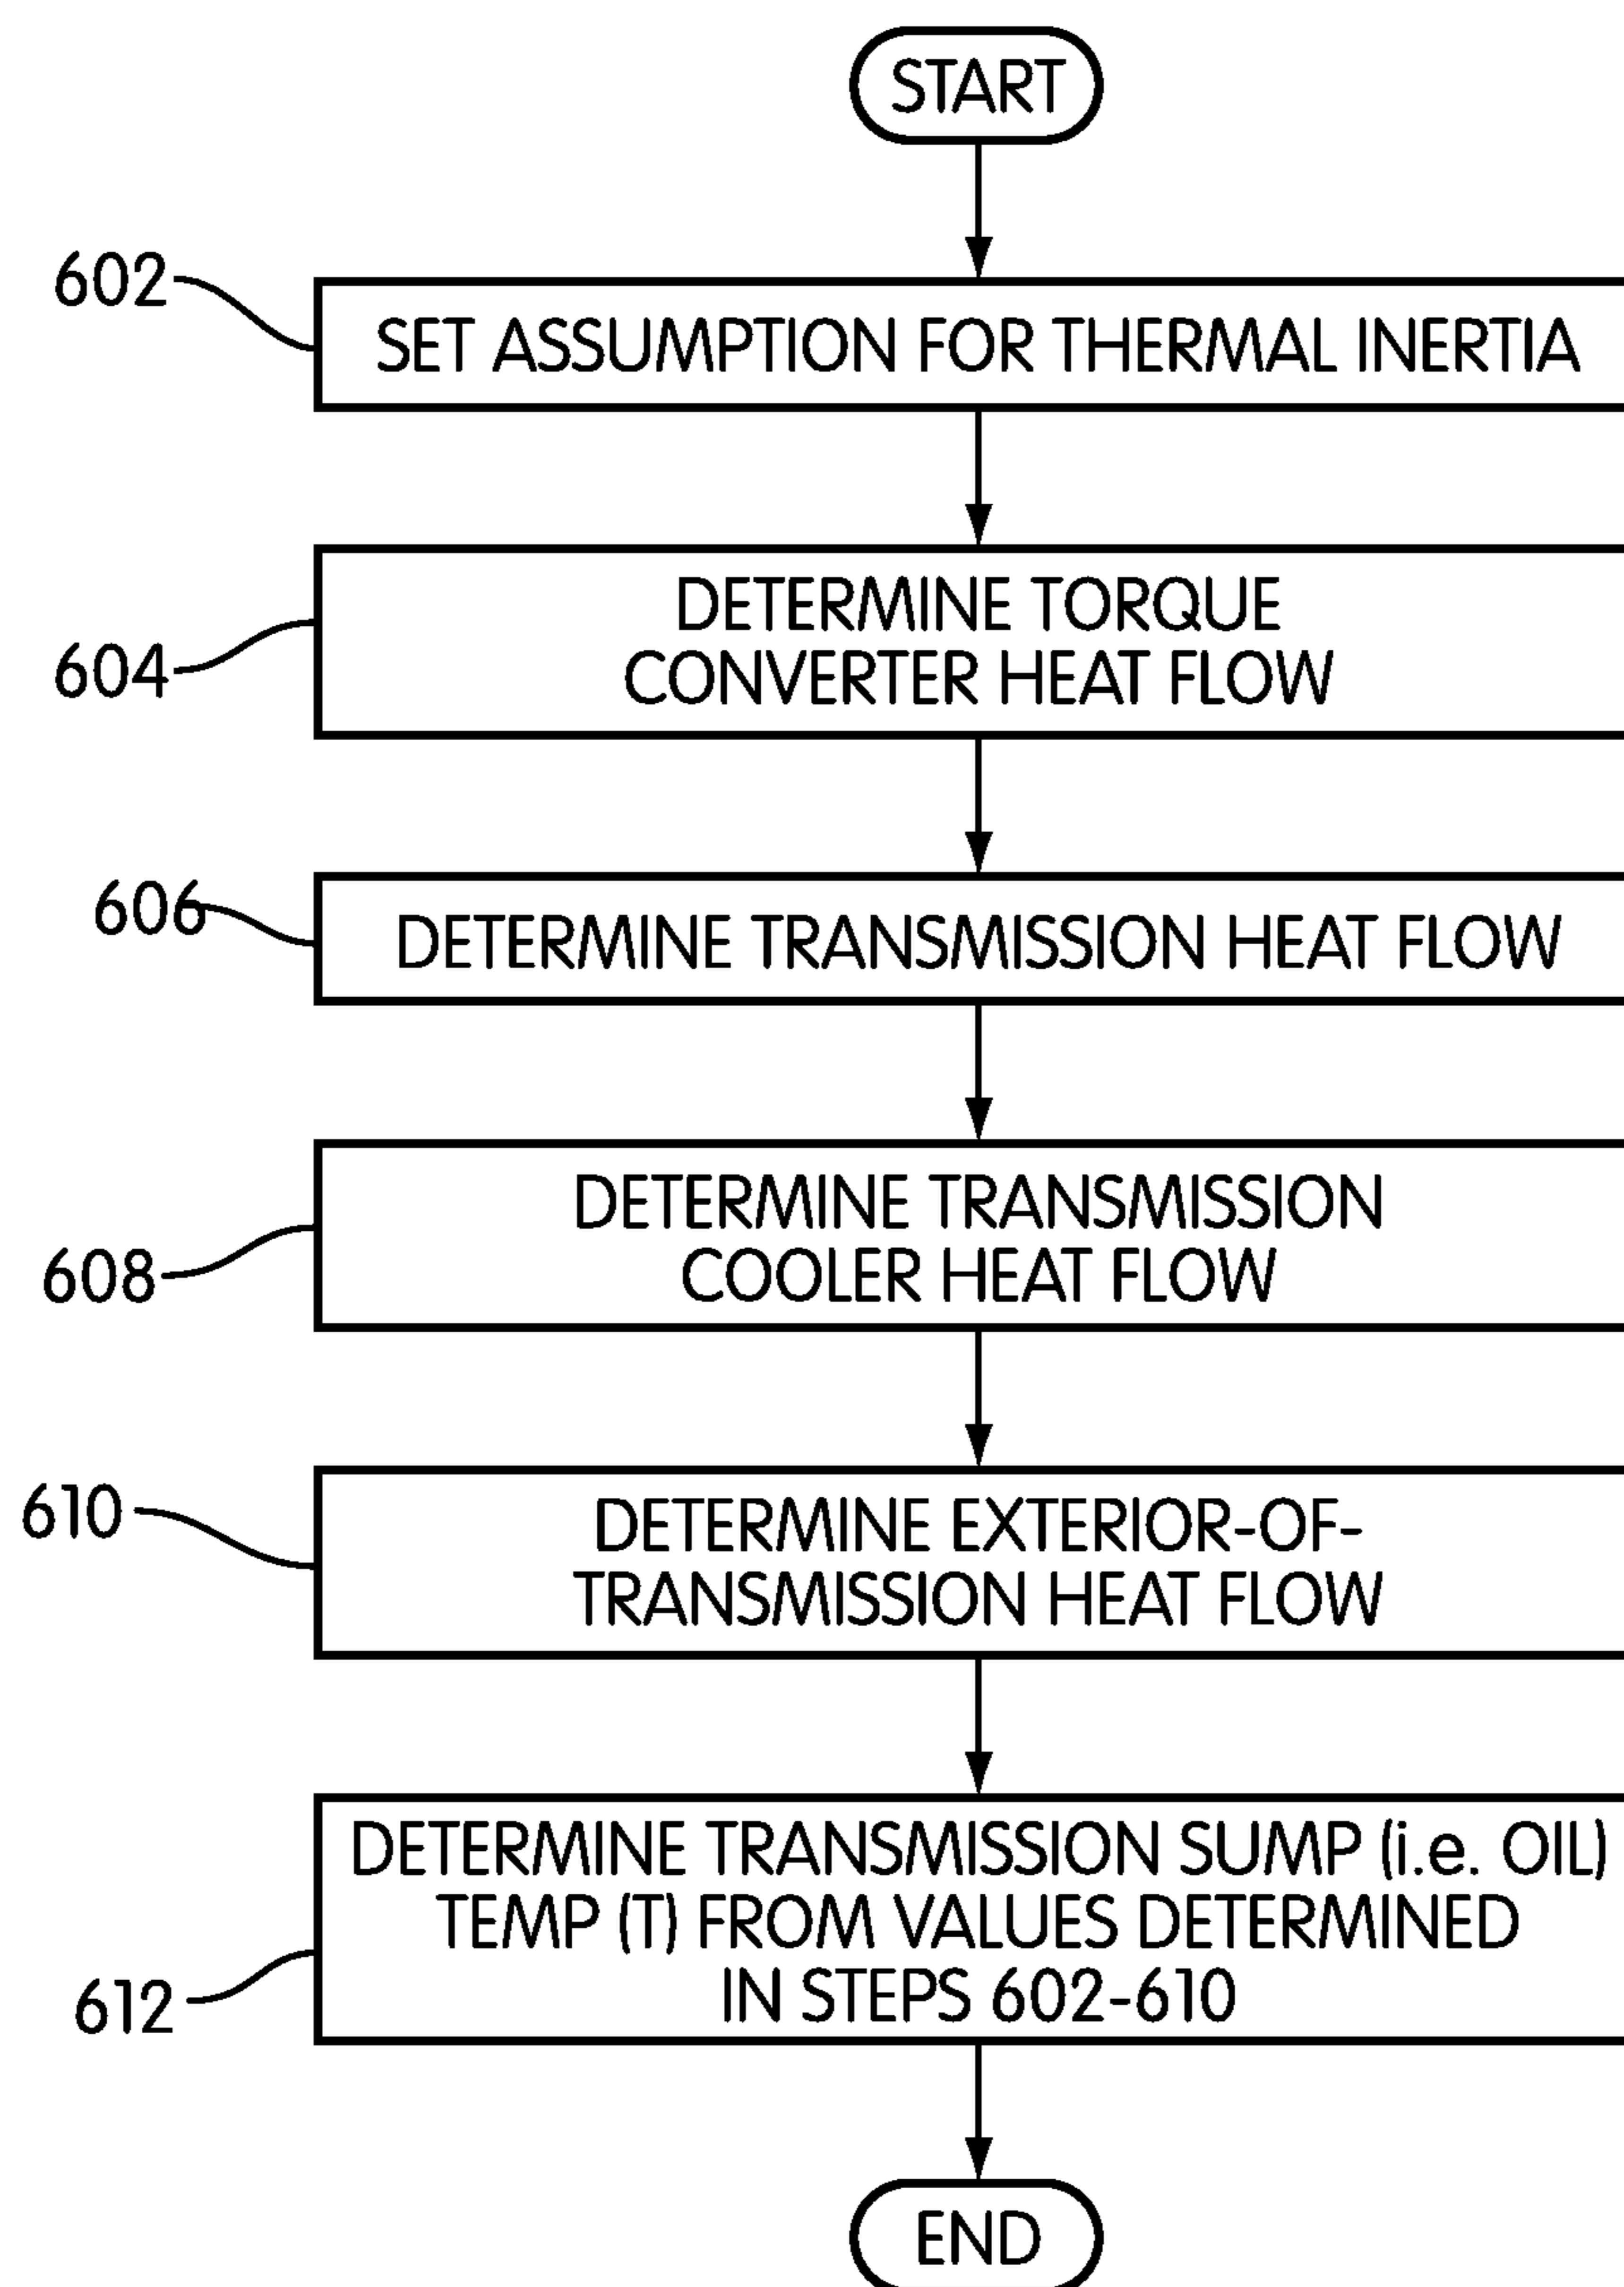 START
602
SET ASSUMPTION FOR THERMAL INERTIA
DETERMINE TORQUE
CONVERTER HEAT FLOW
604
606
DETERMINE TRANSMISSION HEAT FLOW
DETERMINE TRANSMISSION
COOLER HEAT FLOW
608
610
DETERMINE EXTERIOR-OF-
TRANSMISSION HEAT FLOW
DETERMINE TRANSMISSION SUMP (i.e. OIL)
TEMP (T) FROM VALUES DETERMINED
IN STEPS 602-610
612
END